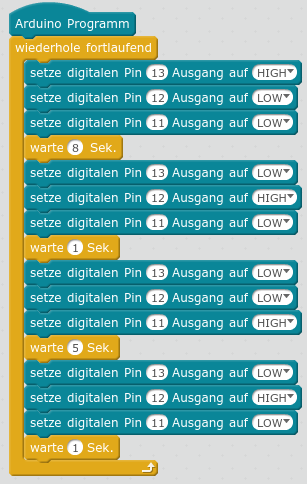 Arduino Programm
wiederhole fortlaufend
setze digitalen Pin 13 Ausgang auf HIGH
setze digitalen Pin 12 Ausgang auf LOW
setze digitalen Pin 11 Ausgang auf LOW
warte 8 Sek.
setze digitalen Pin 13 Ausgang auf LOW
setze digitalen Pin 12 Ausgang auf HIGH
setze digitalen Pin 11 Ausgang auf LOW
warte 1 Sek.
setze digitalen Pin 13 Ausgang auf LOW
setze digitalen Pin 12 Ausgang auf LOW
setze digitalen Pin 11 Ausgang auf HIGH
warte 5 Sek.
setze digitalen Pin 13 Ausgang auf LOW
setze digitalen Pin 12 Ausgang auf HIGH
setze digitalen Pin 11 Ausgang auf LOW
warte 1 Sek.